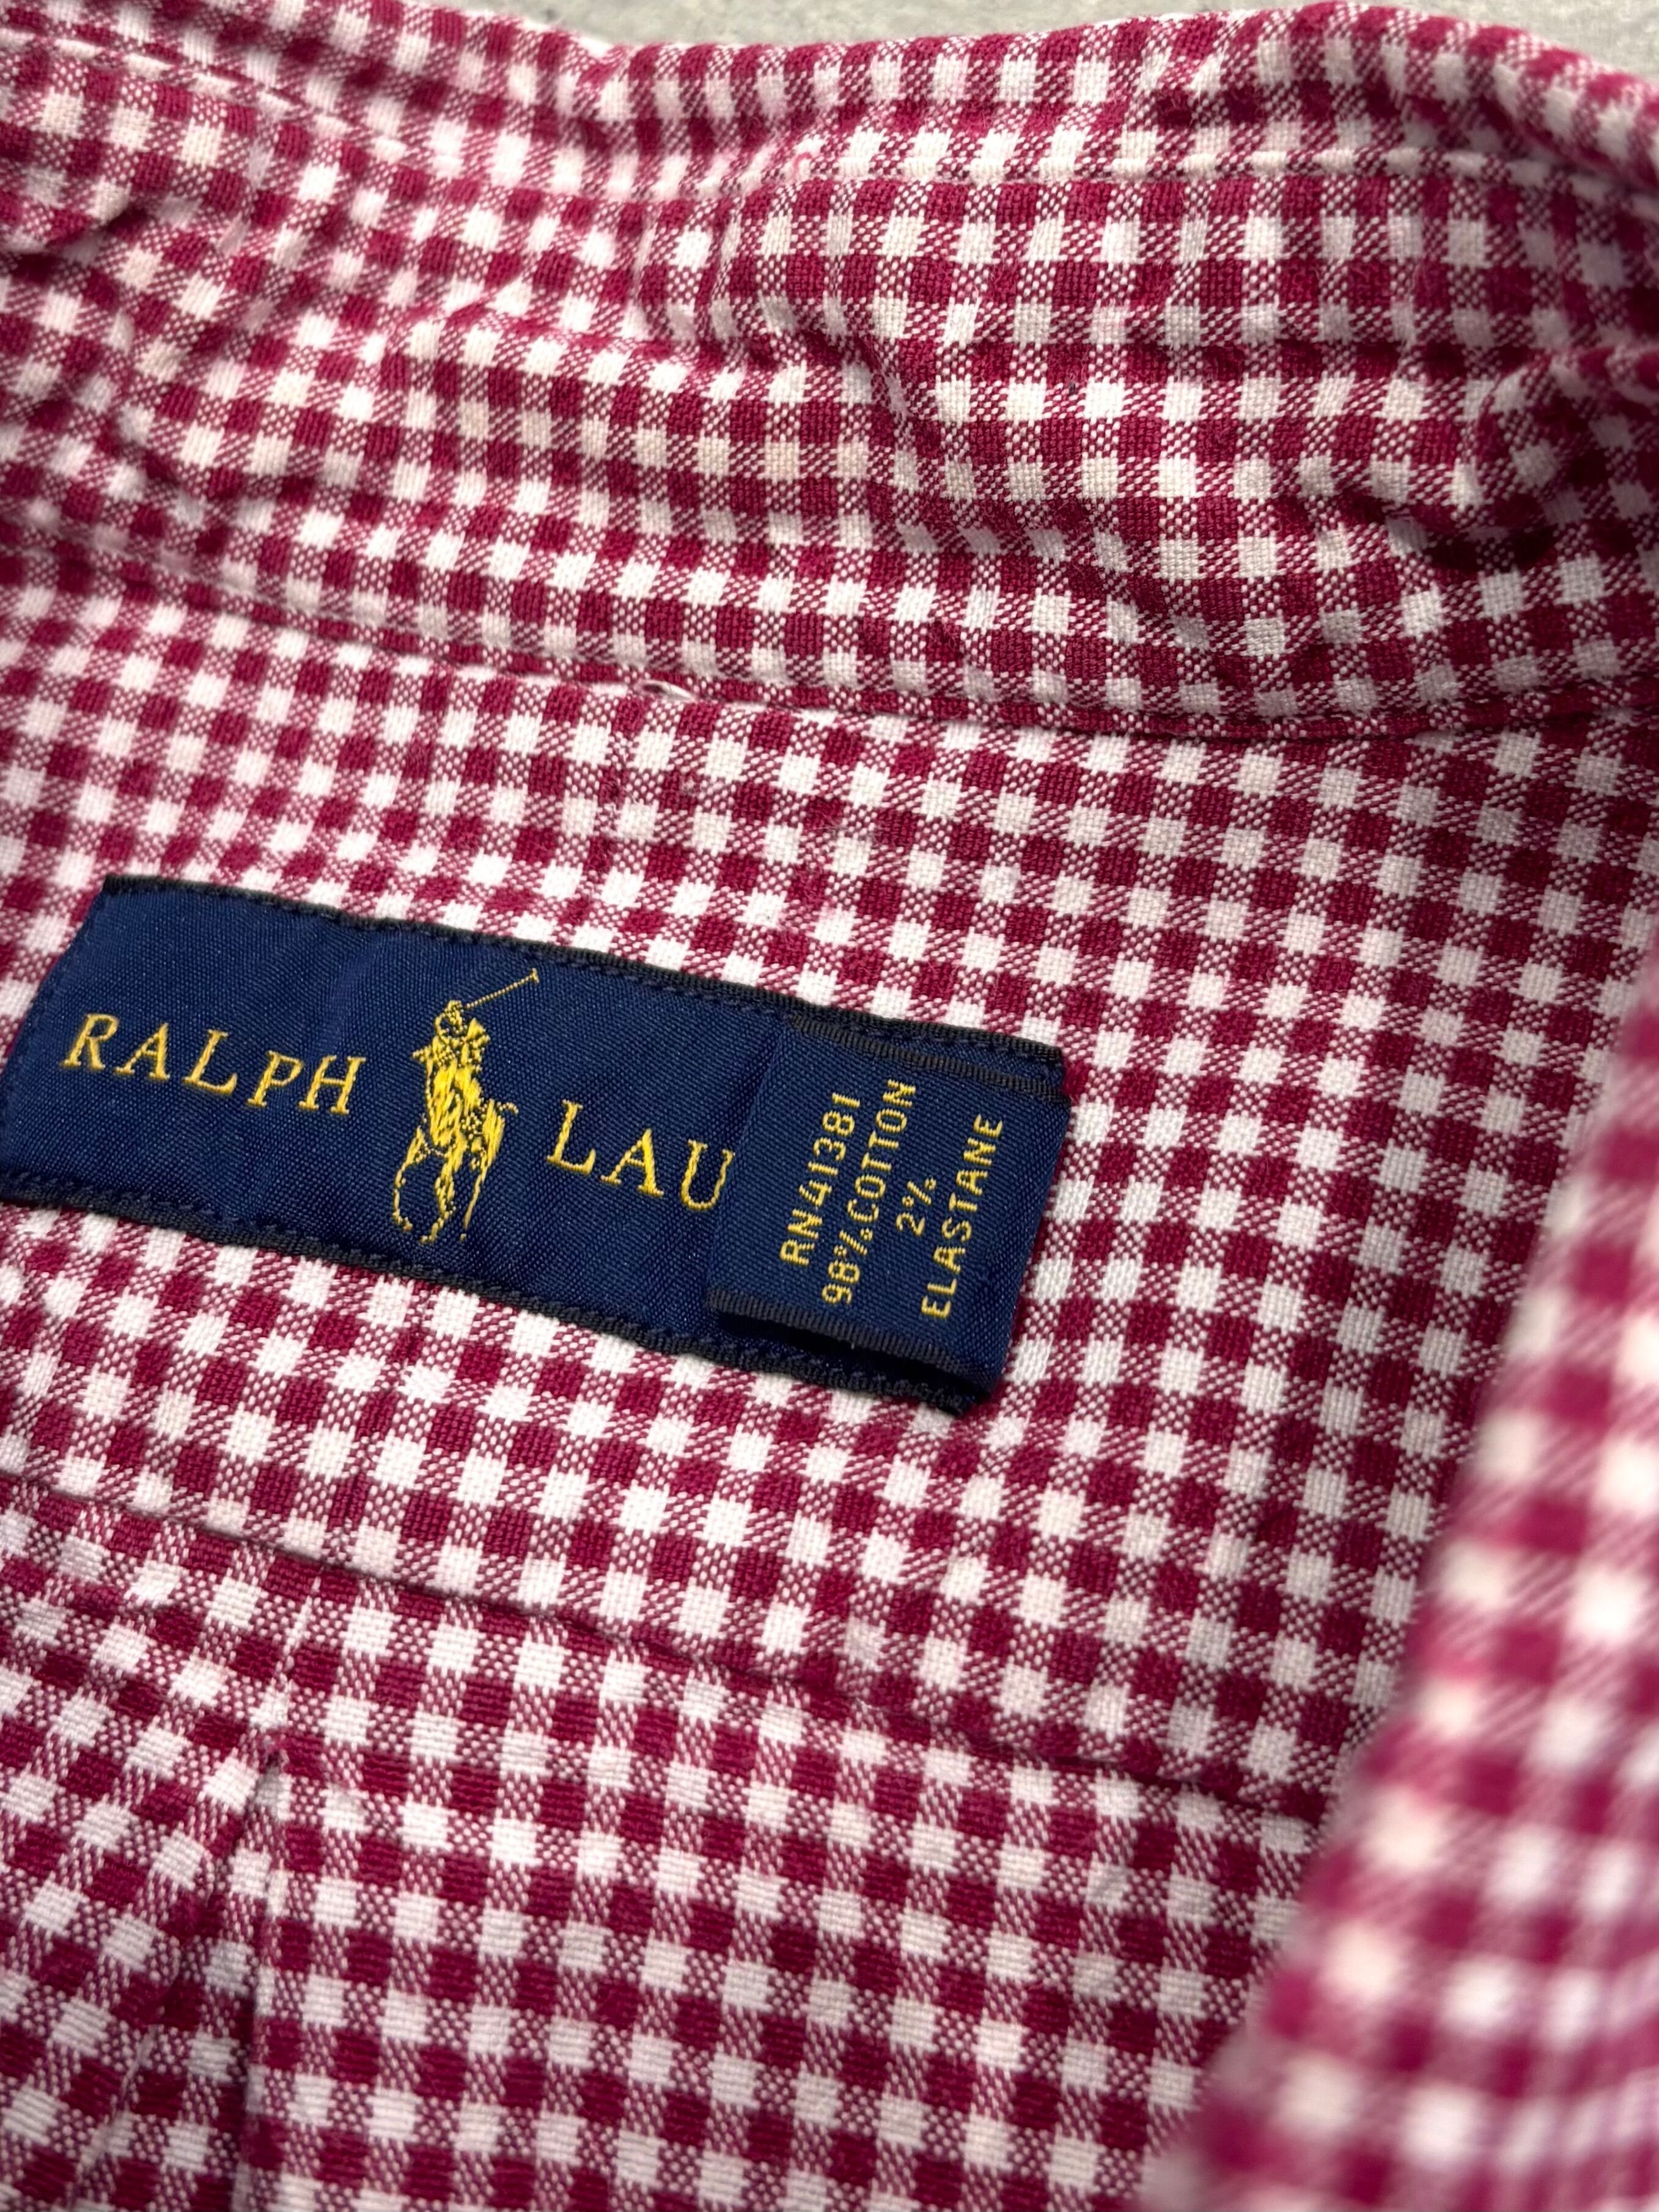 RALPH LAU
RN41381
98% COTTON
2%
ELASTANE